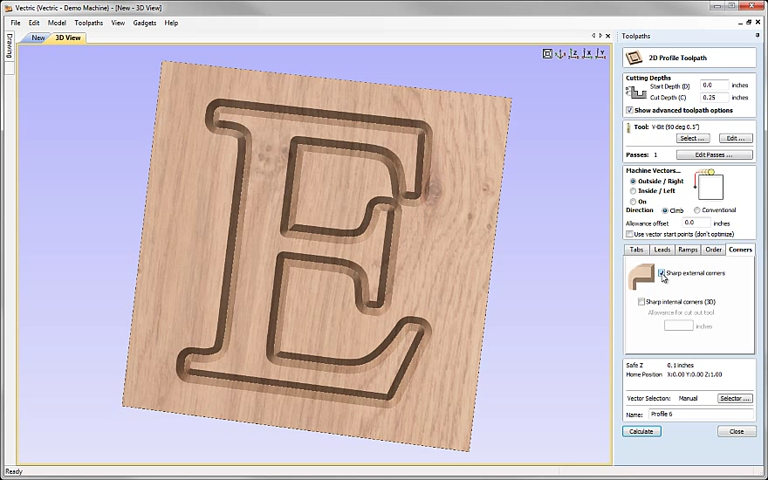 Vectric (Vectric - Demo Machine) - [New - 3D View]
File Edit Model Toolpaths View Gadgets Help
Drawing
New 3D View
E
Toolpaths
2D Profile Toolpath
Cutting Depths
Start Depth (D) 0.0 inches
Cut Depth (C) 0.25 inches
Show advanced toolpath options
Tool: V-Bit (90 deg 0.5")
Select ... Edit ...
Passes: 1 Edit Passes ...
Machine Vectors...
Outside / Right
Inside / Left
On
Direction Climb Conventional
Allowance offset 0.0 inches
Use vector start points (don't optimize)
Tabs Leads Ramps Order Corners
Sharp external corners
Sharp internal corners (3D)
Allowance for cut out tool
inches
Safe Z 0.1 inches
Home Position X:0.00 Y:0.00 Z:1.00
Vector Selection: Manual Selector ...
Name: Profile 6
Calculate Close
Ready